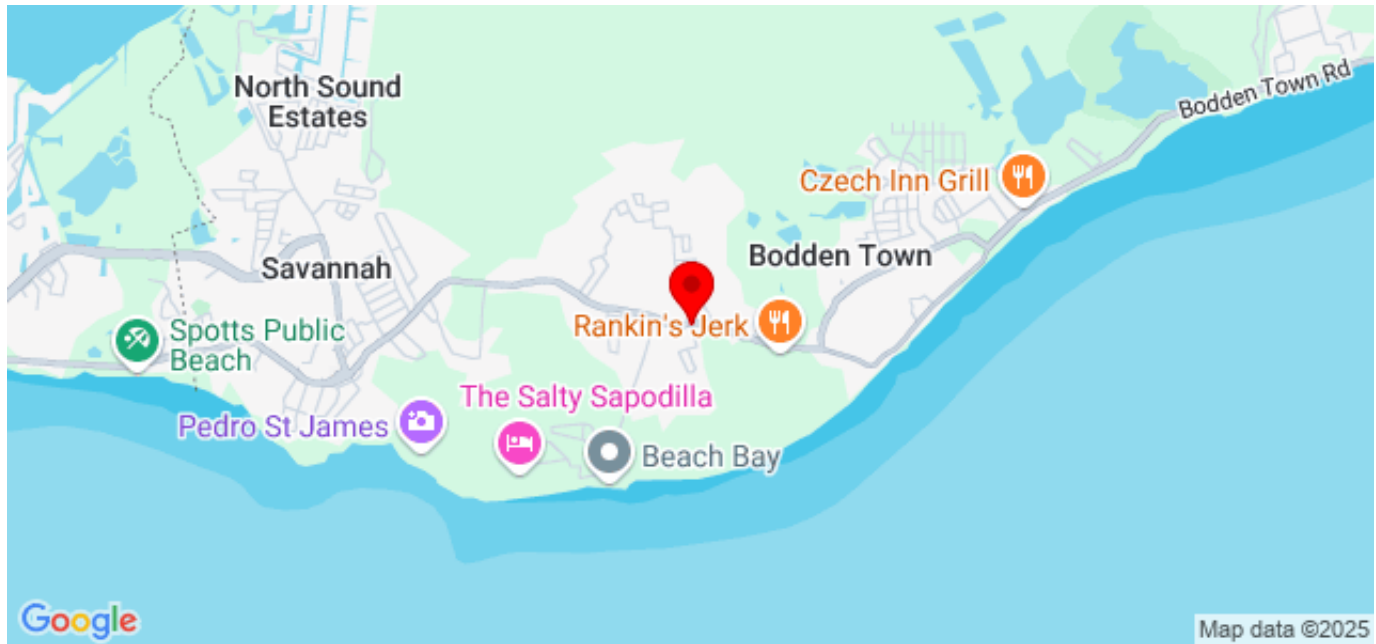 North Sound
Estates
Bodden Town Rd
Czech Inn Grill
Bodden Town
Savannah
Rankin's Jerk
Spotts Public
Beach
The Salty Sapodilla
Pedro St James
Beach Bay
Google
Map data ©2025